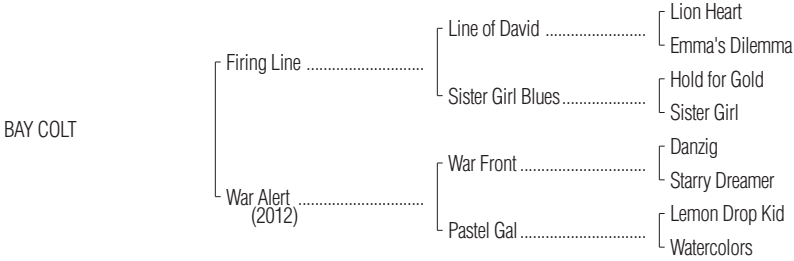 Lion Heart
Line of David ........................
Emma's Dilemma
Firing Line ............................
Hold for Gold
Sister Girl Blues....................
Sister Girl
BAY COLT
Danzig
War Front ..............................
Starry Dreamer
War Alert ..............................
(2012)
Lemon Drop Kid
Pastel Gal ..............................
Watercolors